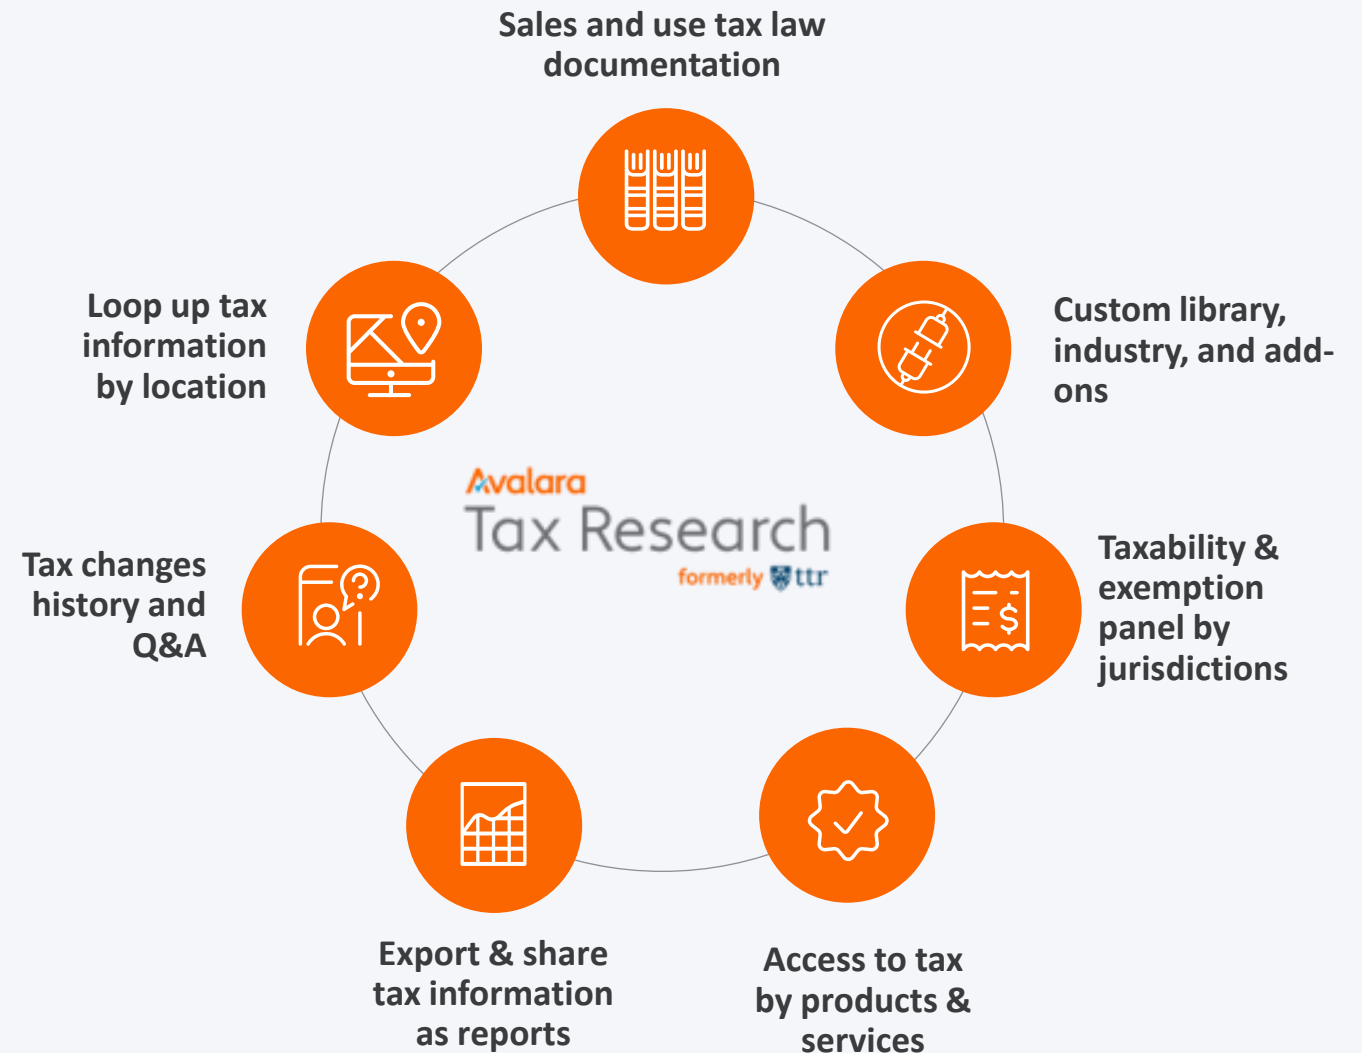 Sales and use tax law
documentation
Custom library,
industry, and add-
ons
Taxability &
exemption
panel by
jurisdictions
Access to tax
by products &
services
Export & share
tax information
as reports
Tax changes
history and
Q&A
Loop up tax
information
by location
Avalara
Tax Research
formerly ttr